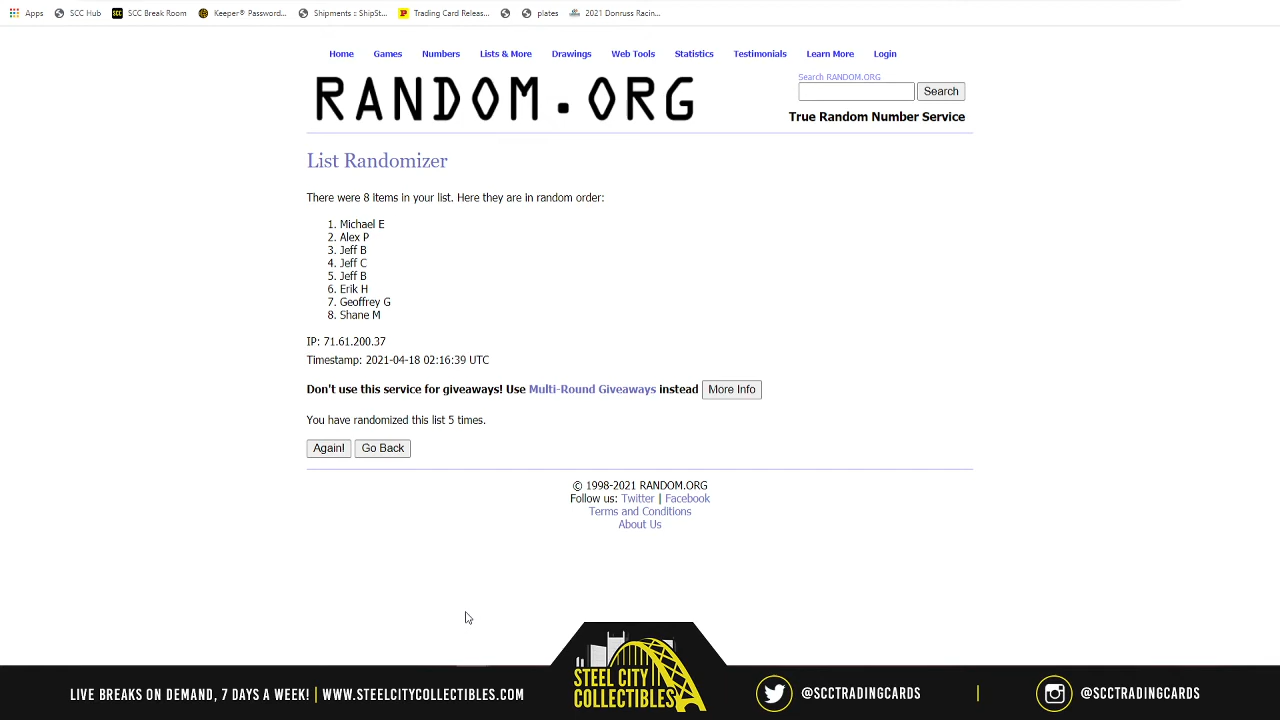 Apps SCC Hub SCC Break Room Keeper® Password... Shipments :: ShipSt... Trading Card Releas... plates 2021 Donruss Racin...
Home Games Numbers Lists & More Drawings Web Tools Statistics Testimonials Learn More Login
RANDOM.ORG
Search RANDOM.ORG
Search
True Random Number Service
List Randomizer
There were 8 items in your list. Here they are in random order:
1. Michael E
2. Alex P
3. Jeff B
4. Jeff C
5. Jeff B
6. Erik H
7. Geoffrey G
8. Shane M
IP: 71.61.200.37
Timestamp: 2021-04-18 02:16:39 UTC
Don't use this service for giveaways! Use Multi-Round Giveaways instead More Info
You have randomized this list 5 times.
Again! Go Back
© 1998-2021 RANDOM.ORG
Follow us: Twitter | Facebook
Terms and Conditions
About Us
LIVE BREAKS ON DEMAND, 7 DAYS A WEEK! | WWW.STEELCITYCOLLECTIBLES.COM
STEEL CITY
COLLECTIBLES
@SCCTRADINGCARDS | @SCCTRADINGCARDS